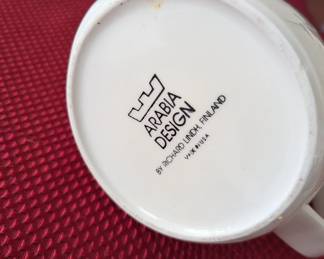 ARABIA
DESIGN
BY RICHARD LINDH, FINLAND